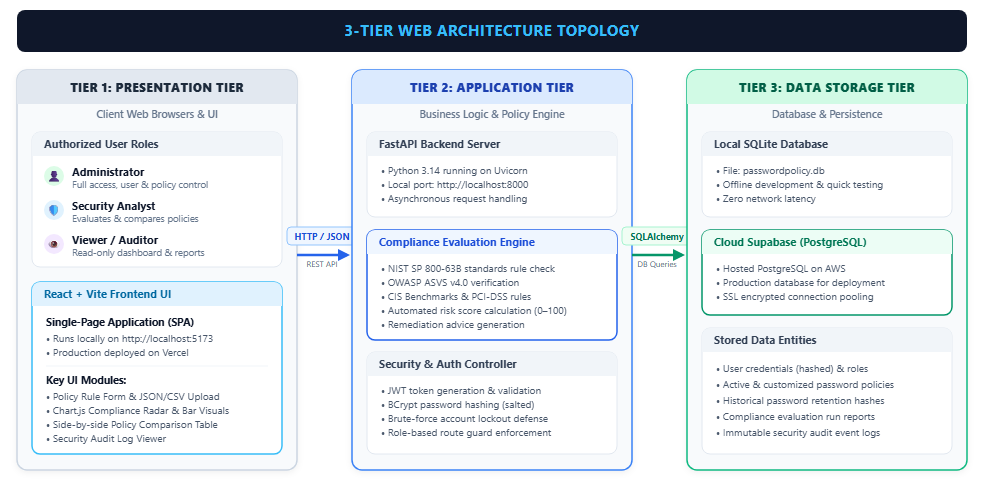 3-TIER WEB ARCHITECTURE TOPOLOGY
TIER 1: PRESENTATION TIER
Client Web Browsers & UI
Authorized User Roles
Administrator
Full access, user & policy control
Security Analyst
Evaluates & compares policies
Viewer / Auditor
Read-only dashboard & reports
React + Vite Frontend UI
Single-Page Application (SPA)
• Runs locally on http://localhost:5173
• Production deployed on Vercel
Key UI Modules:
• Policy Rule Form & JSON/CSV Upload
• Chart.js Compliance Radar & Bar Visuals
• Side-by-side Policy Comparison Table
• Security Audit Log Viewer
HTTP / JSON
REST API
TIER 2: APPLICATION TIER
Business Logic & Policy Engine
FastAPI Backend Server
• Python 3.14 running on Uvicorn
• Local port: http://localhost:8000
• Asynchronous request handling
Compliance Evaluation Engine
• NIST SP 800-63B standards rule check
• OWASP ASVS v4.0 verification
• CIS Benchmarks & PCI-DSS rules
• Automated risk score calculation (0–100)
• Remediation advice generation
Security & Auth Controller
• JWT token generation & validation
• BCrypt password hashing (salted)
• Brute-force account lockout defense
• Role-based route guard enforcement
SQLAlchemy
DB Queries
TIER 3: DATA STORAGE TIER
Database & Persistence
Local SQLite Database
• File: passwordpolicy.db
• Offline development & quick testing
• Zero network latency
Cloud Supabase (PostgreSQL)
• Hosted PostgreSQL on AWS
• Production database for deployment
• SSL encrypted connection pooling
Stored Data Entities
• User credentials (hashed) & roles
• Active & customized password policies
• Historical password retention hashes
• Compliance evaluation run reports
• Immutable security audit event logs